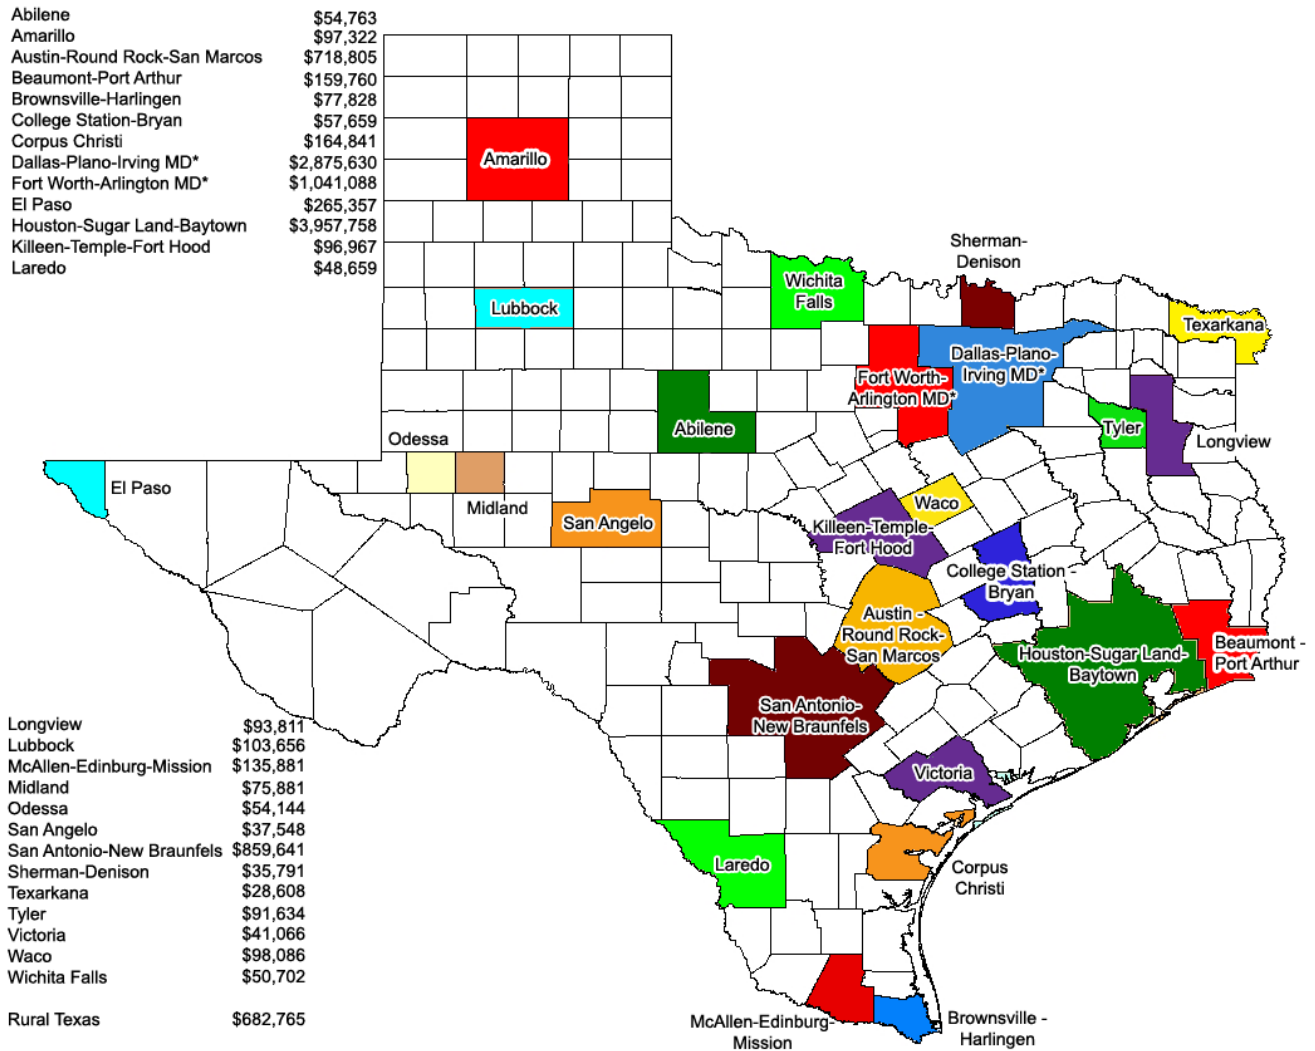 Abilene $54,763
Amarillo $97,322
Austin-Round Rock-San Marcos $718,805
Beaumont-Port Arthur $159,760
Brownsville-Harlingen $77,828
College Station-Bryan $57,659
Corpus Christi $164,841
Dallas-Plano-Irving MD* $2,875,630
Fort Worth-Arlington MD* $1,041,088
El Paso $265,357
Houston-Sugar Land-Baytown $3,957,758
Killeen-Temple-Fort Hood $96,967
Laredo $48,659
Amarillo
Sherman-
Denison
Wichita
Falls
Lubbock
Texarkana
Dallas-Plano-
Irving MD*
Fort Worth-
Arlington MD*
Abilene
Tyler
Longview
Odessa
El Paso
Midland
San Angelo
Waco
Killeen-Temple-
Fort Hood
College Station -
Bryan
Austin -
Round Rock-
San Marcos
Houston-Sugar Land-
Baytown
Beaumont -
Port Arthur
San Antonio-
New Braunfels
Victoria
Laredo
Corpus
Christi
McAllen-Edinburg-
Mission
Brownsville -
Harlingen
Longview $93,811
Lubbock $103,656
McAllen-Edinburg-Mission $135,881
Midland $75,881
Odessa $54,144
San Angelo $37,548
San Antonio-New Braunfels $859,641
Sherman-Denison $35,791
Texarkana $28,608
Tyler $91,634
Victoria $41,066
Waco $98,086
Wichita Falls $50,702
Rural Texas $682,765